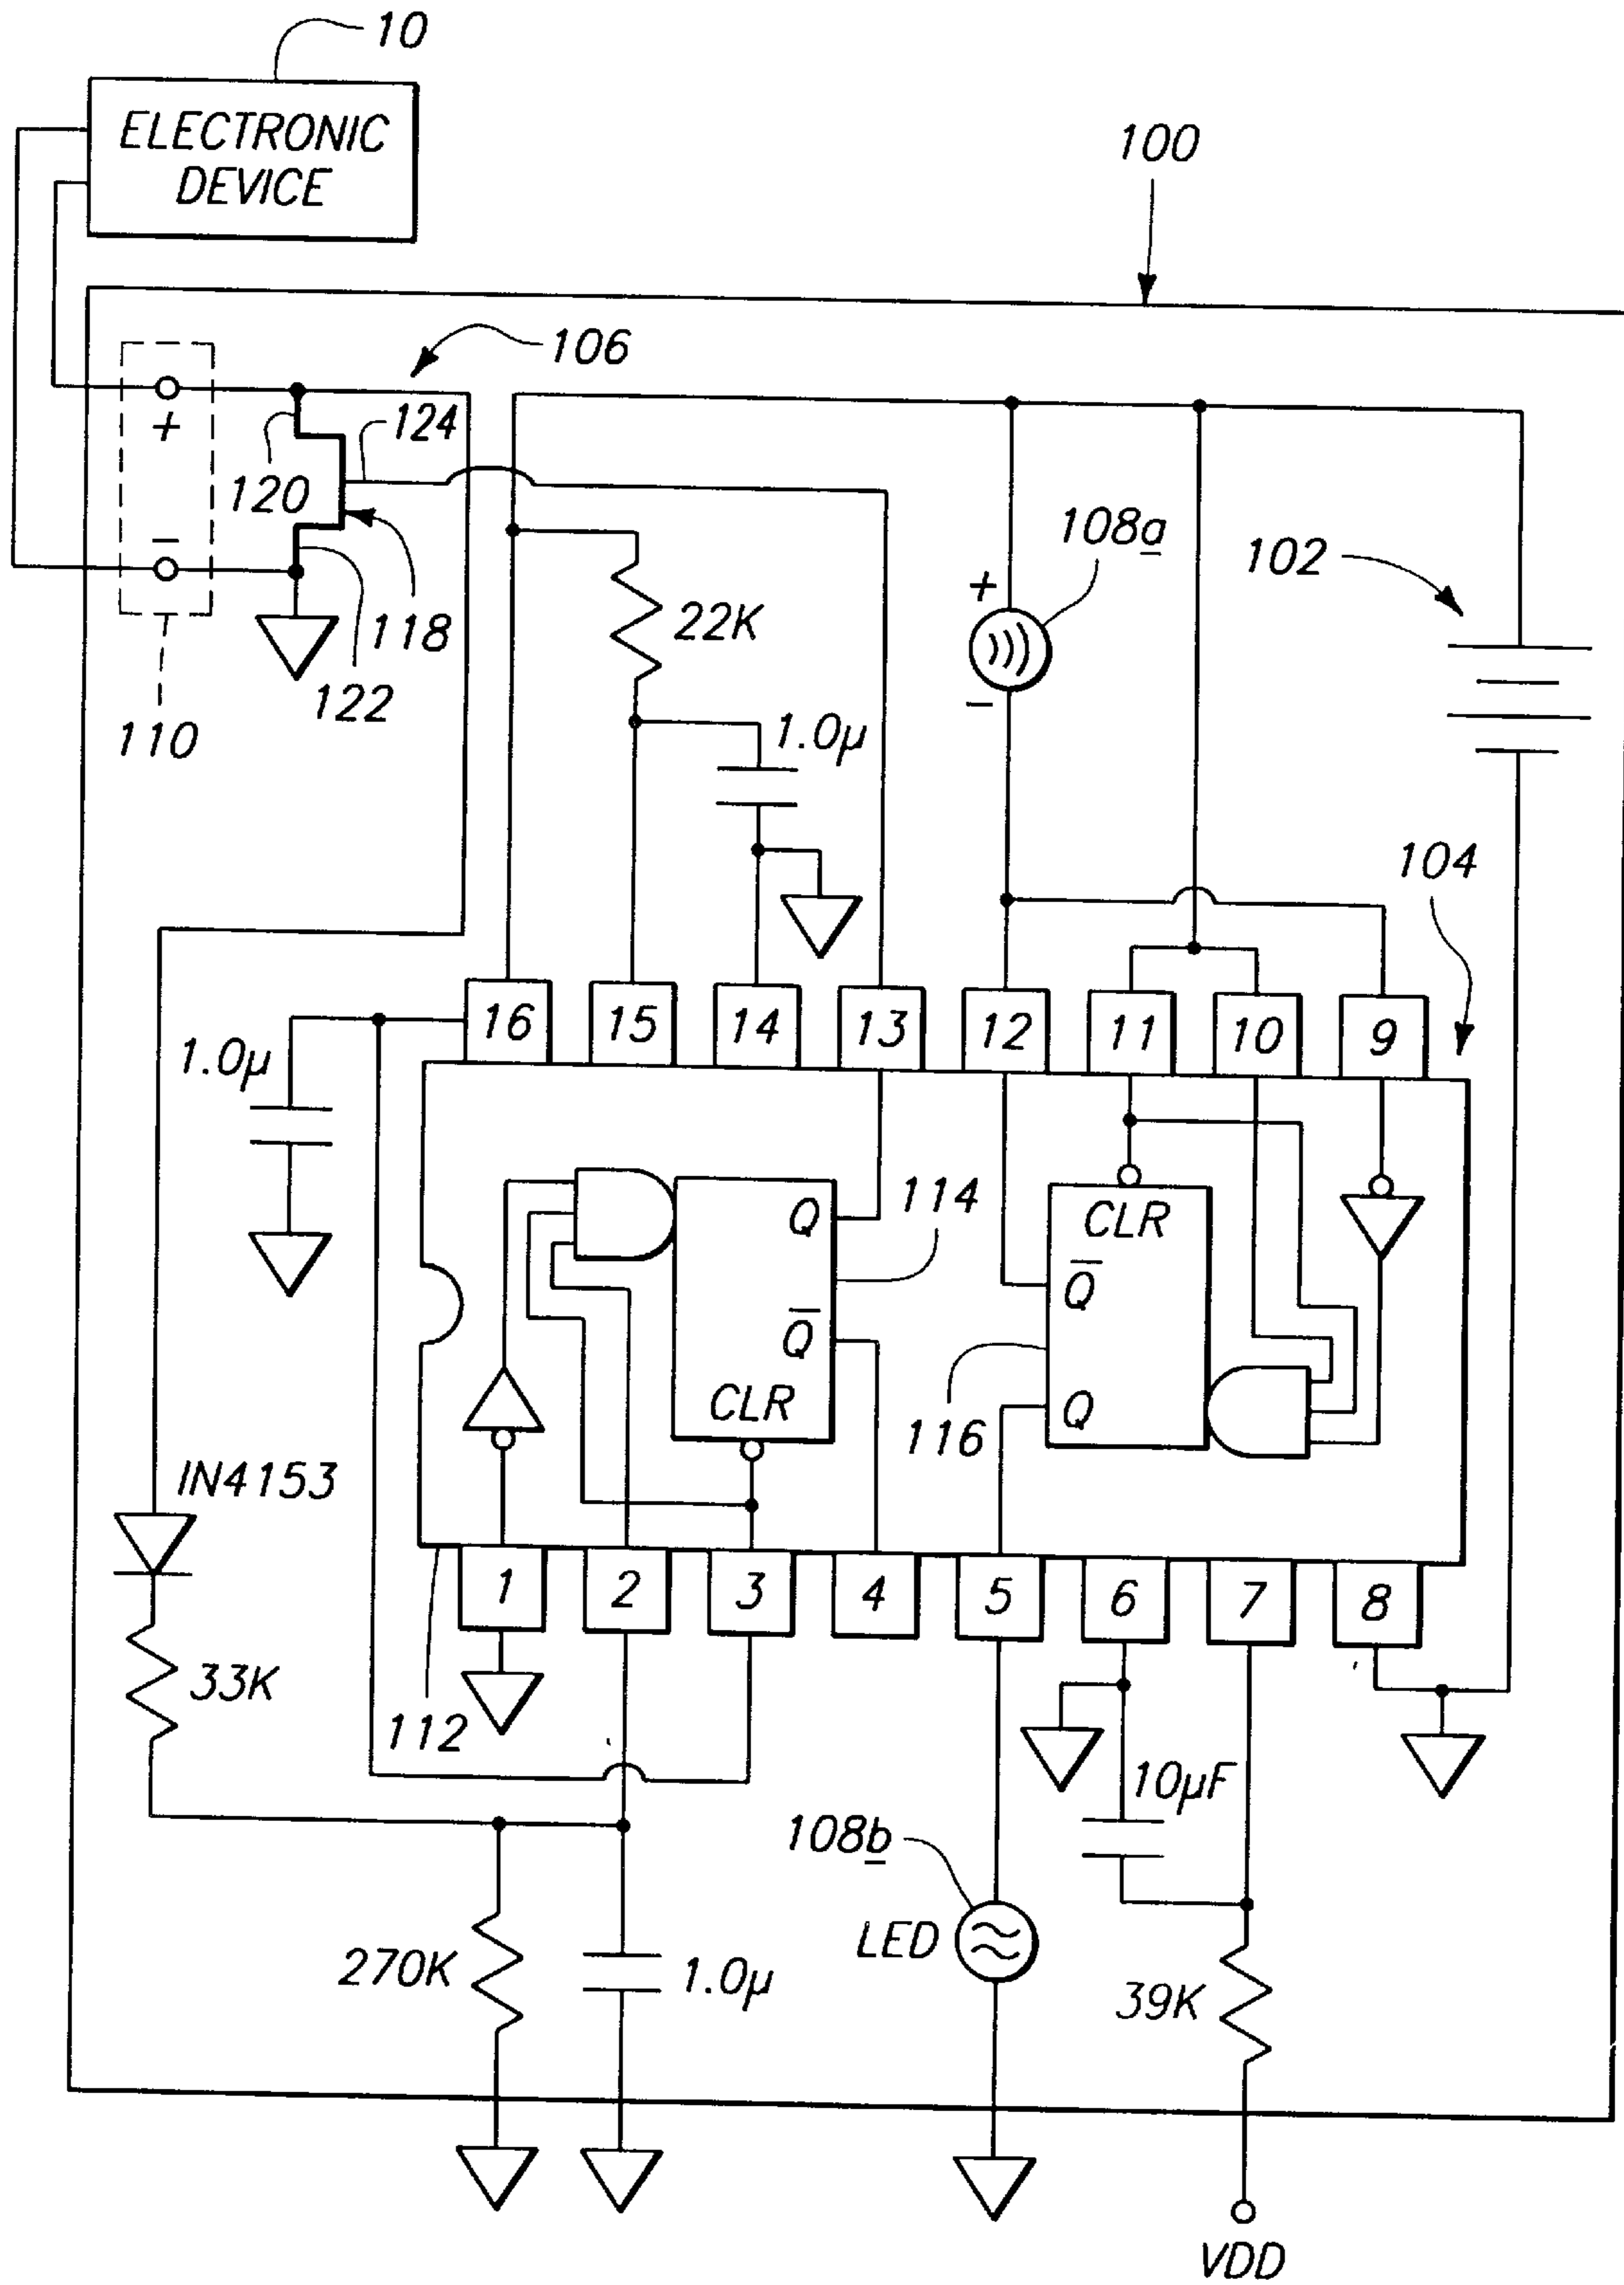 10
ELECTRONIC
DEVICE
100
106
+
124
120
108a
102
+
−
118
22K
122
−
110
1.0µ
104
16 15 14 13 12 11 10 9
1.0µ
Q
114
CLR
Q̅
Q̅
CLR
Q
116
IN4153
1 2 3 4 5 6 7 8
33K
112
10µF
108b
LED
270K
1.0µ
39K
VDD